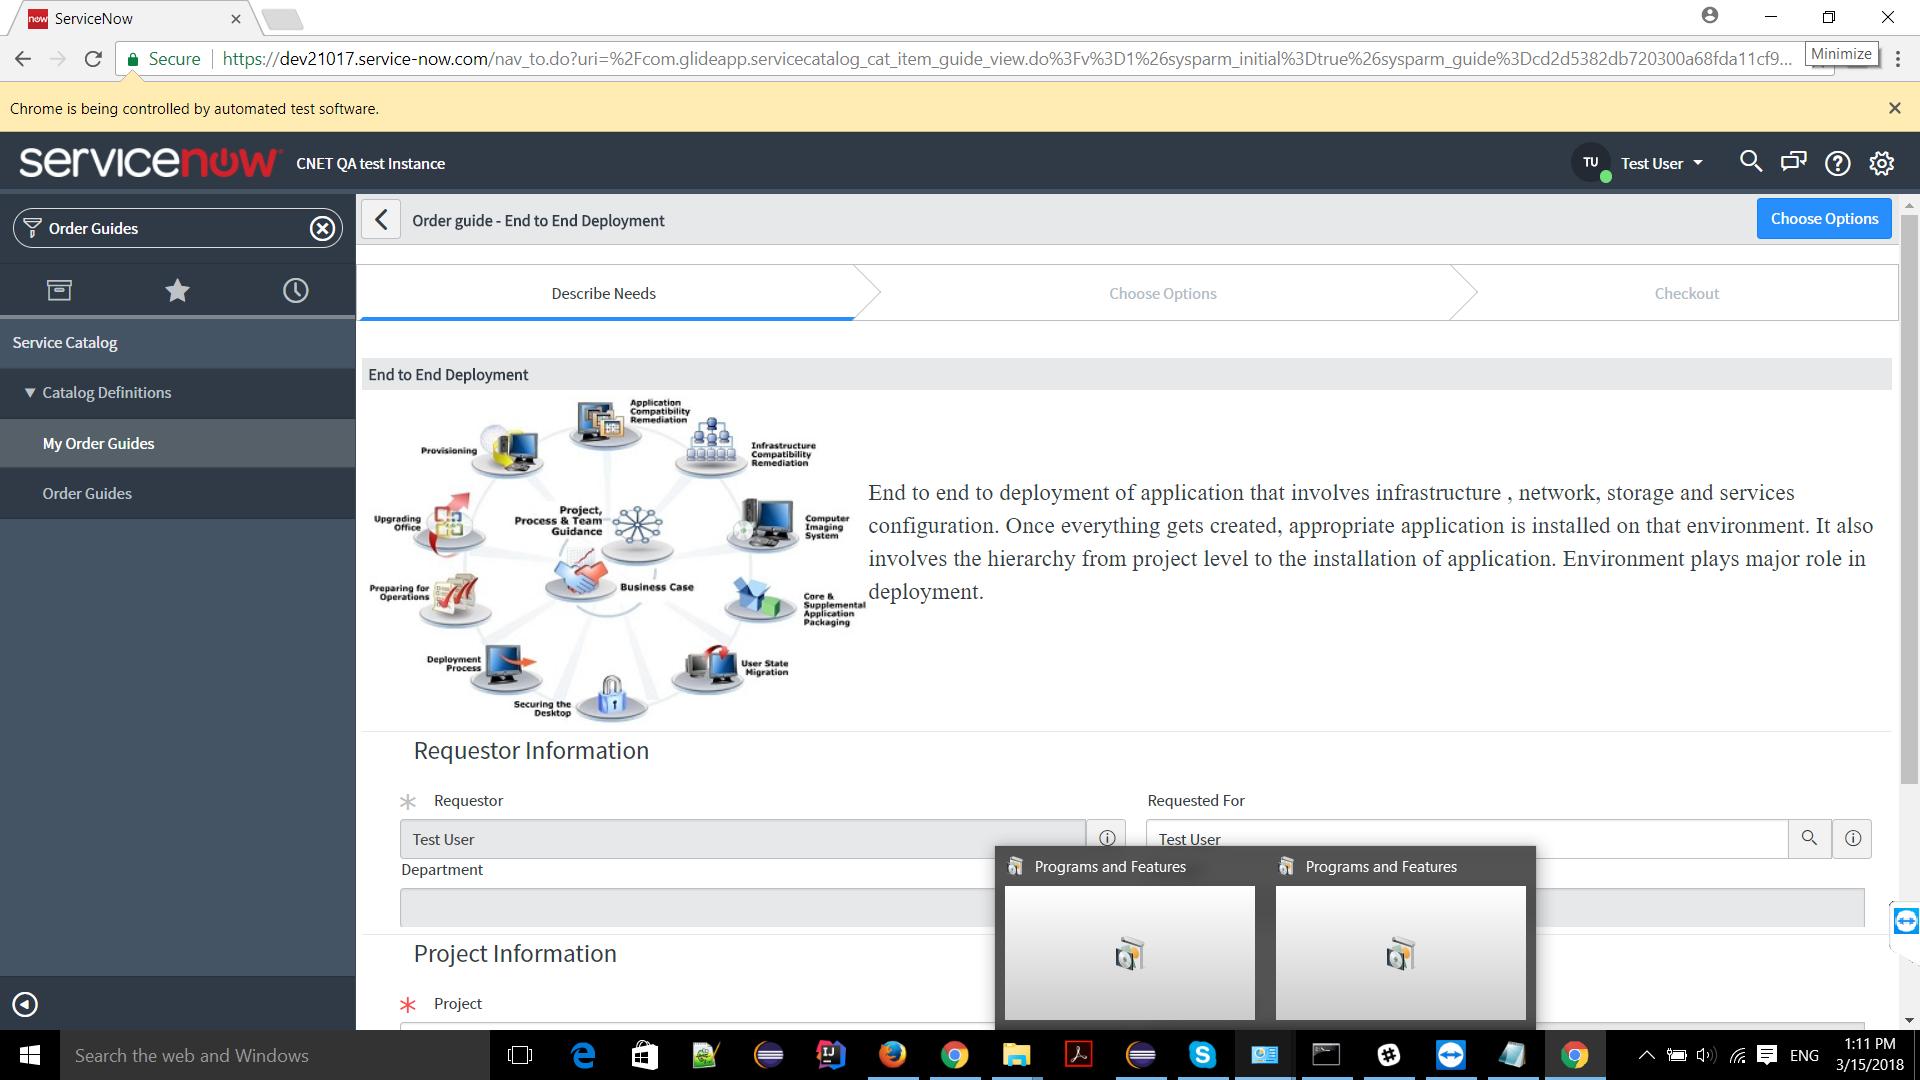 ServiceNow
Minimize
Secure
https://dev21017.service-now.com/nav_to.do?uri=%2Fcom.glideapp.servicecatalog_cat_item_guide_view.do%3Fv%3D1%26sysparm_initial%3Dtrue%26sysparm_guide%3Dcd2d5382db720300a68fda11cf9...
Chrome is being controlled by automated test software.
servicenow
CNET QA test Instance
TU
Test User
Order Guides
Service Catalog
Catalog Definitions
My Order Guides
Order Guides
Order guide - End to End Deployment
Choose Options
Describe Needs
Choose Options
Checkout
End to End Deployment
Application
Compatibility
Remediation
Provisioning
Infrastructure
Compatibility
Remediation
Upgrading
Office
Project,
Process & Team
Guidance
Computer
Imaging
System
Preparing for
Operations
Business Case
Core &
Supplemental
Application
Packaging
Deployment
Process
User State
Migration
Securing the
Desktop
End to end to deployment of application that involves infrastructure , network, storage and services
configuration. Once everything gets created, appropriate application is installed on that environment. It also
involves the hierarchy from project level to the installation of application. Environment plays major role in
deployment.
Requestor Information
Requestor
Requested For
Test User
Test User
Department
Project Information
Project
Programs and Features
Programs and Features
Search the web and Windows
ENG
1:11 PM
3/15/2018